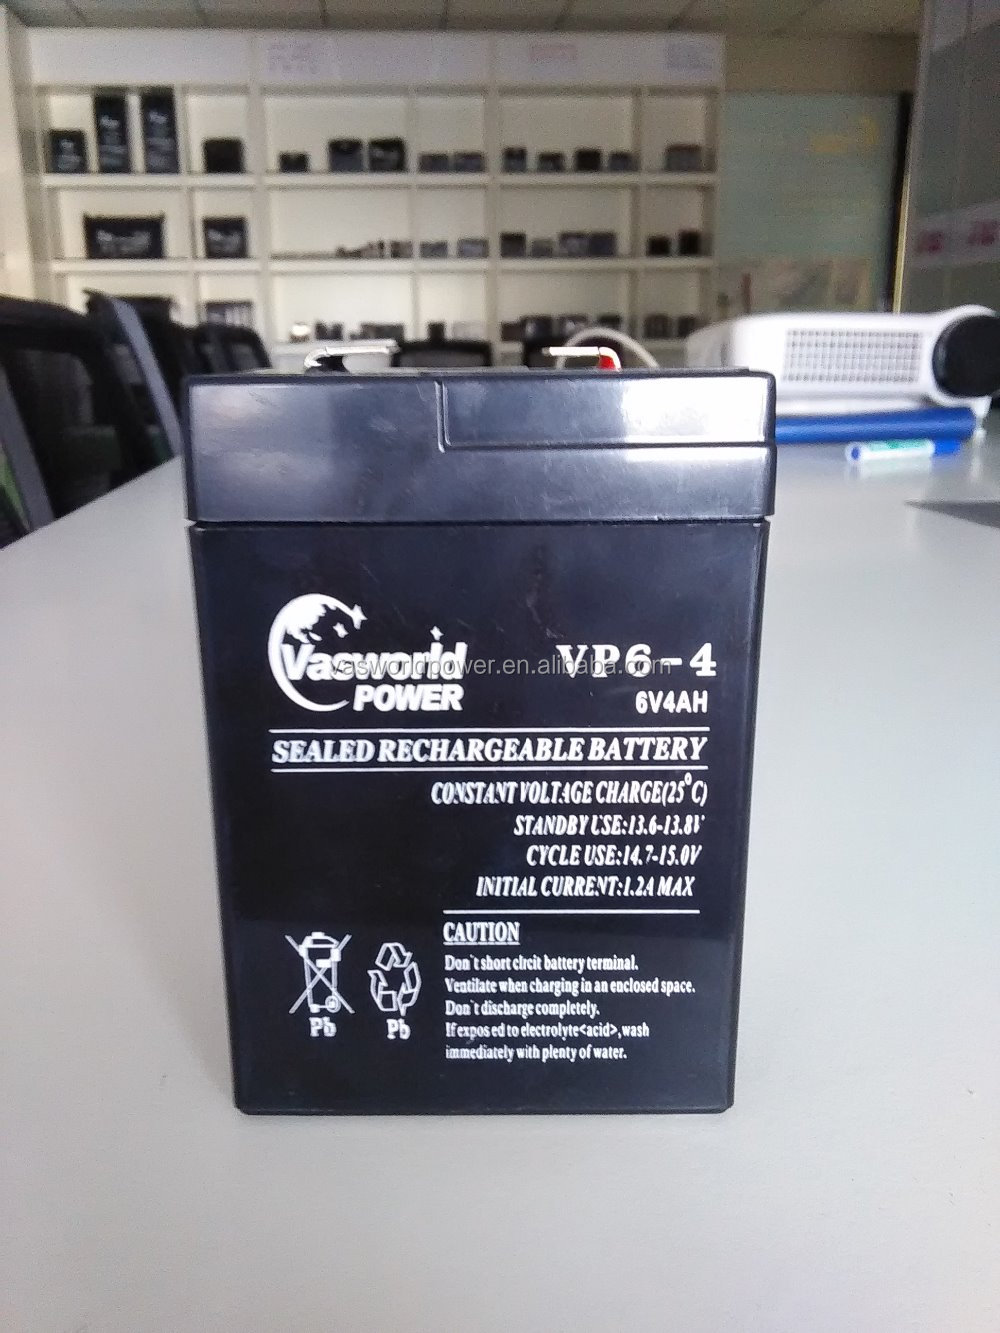 Vasworld
POWER
vasworldpower.en.alibaba.com
VP6-4
6V4AH
SEALED RECHARGEABLE BATTERY
CONSTANT VOLTAGE CHARGE(25°C)
STANDBY USE:13.6-13.8V
CYCLE USE:14.7-15.0V
INITIAL CURRENT:1.2A MAX
CAUTION
Don`t short clrcit battery terminal.
Ventilate when charging in an enclosed space.
Don`t discharge completely.
If expos ed to electrolyte<acid>,wash
immediately with plenty of water.
Pb
Pb